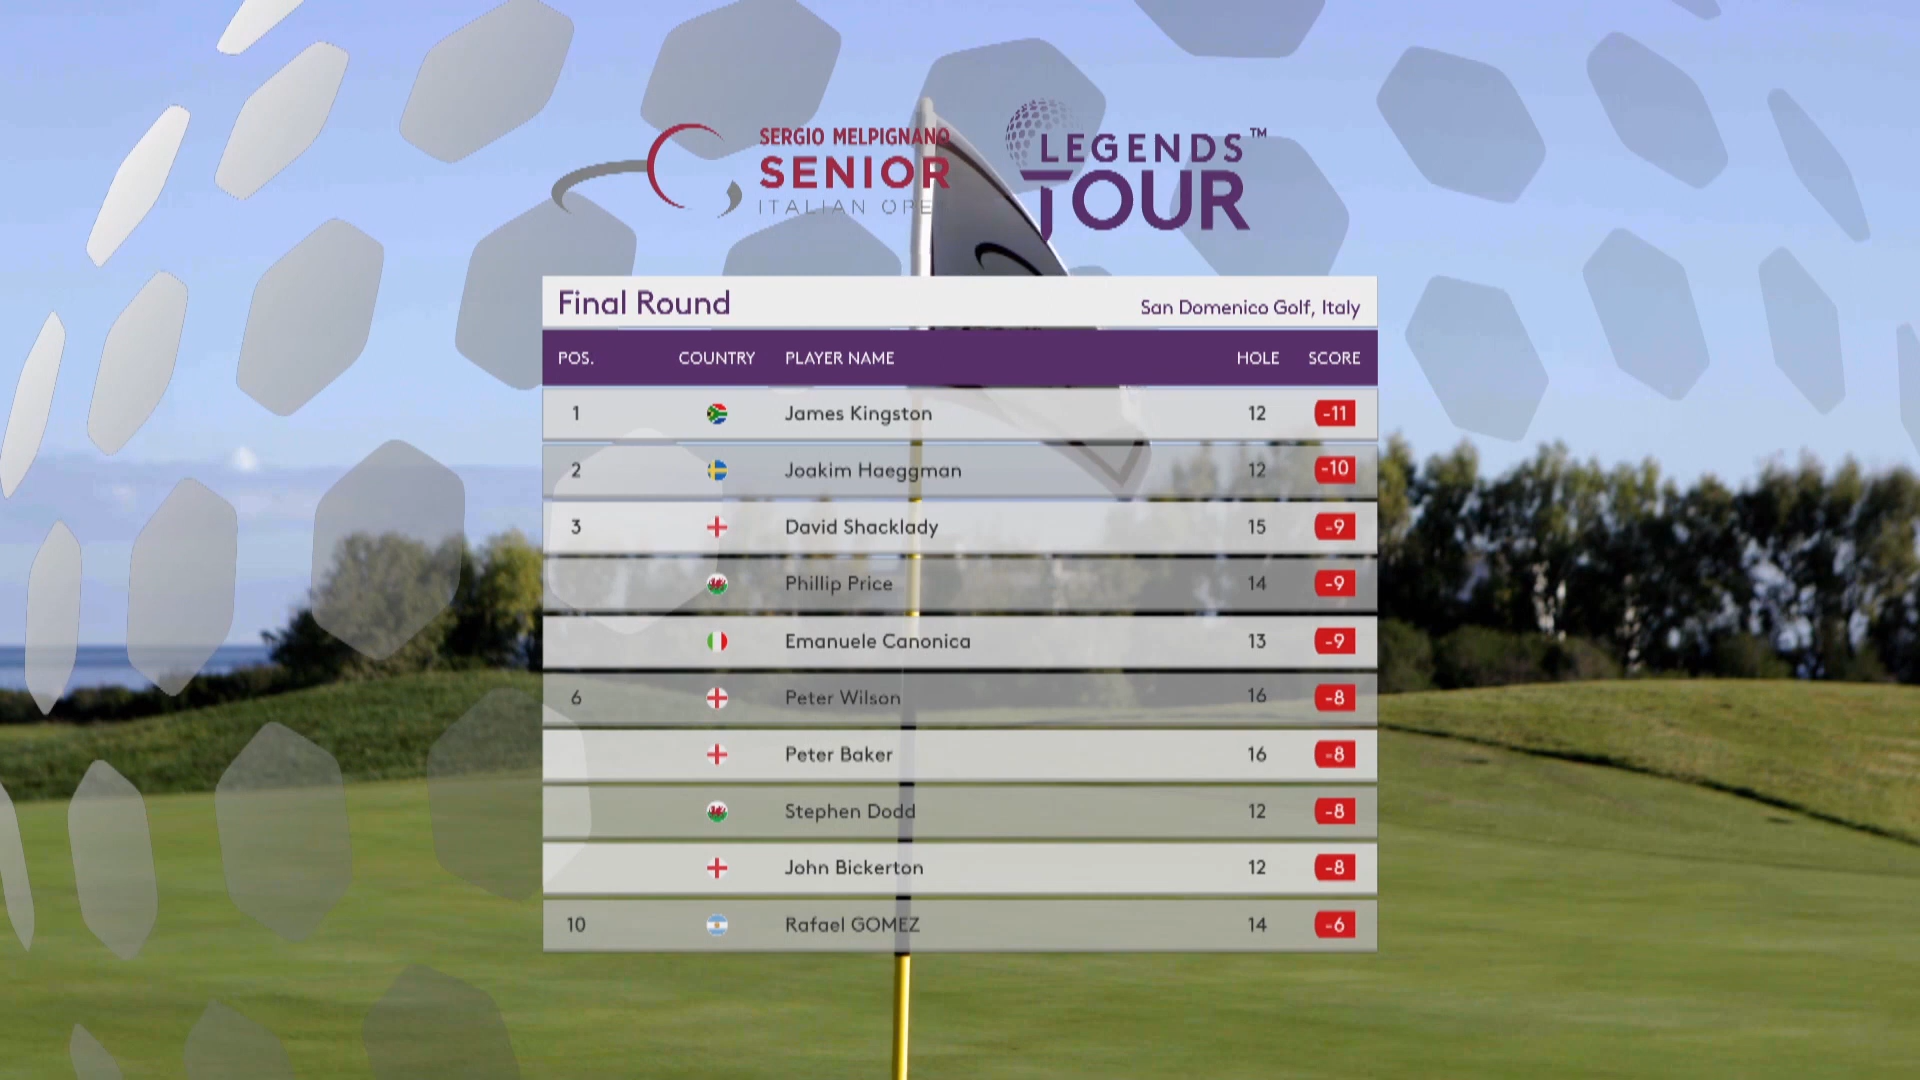 SERGIO MELPIGNANO
SENIOR
ITALIAN OPE
LEGENDS™
TOUR
Final Round San Domenico Golf, Italy
POS. COUNTRY PLAYER NAME HOLE SCORE
1 James Kingston 12 -11
2 Joakim Haeggman 12 -10
3 David Shacklady 15 -9
Phillip Price 14 -9
Emanuele Canonica 13 -9
6 Peter Wilson 16 -8
Peter Baker 16 -8
Stephen Dodd 12 -8
John Bickerton 12 -8
10 Rafael GOMEZ 14 -6